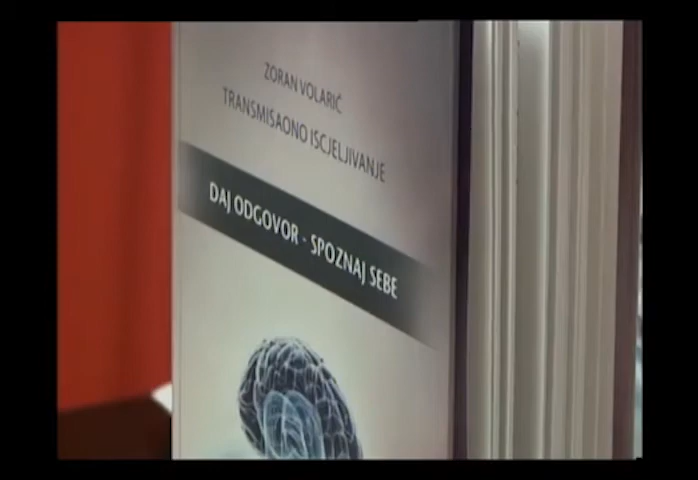 ZORAN VOLARIĆ
TRANSMISAONO ISCJELJIVANJE
DAJ ODGOVOR - SPOZNAJ SEBE